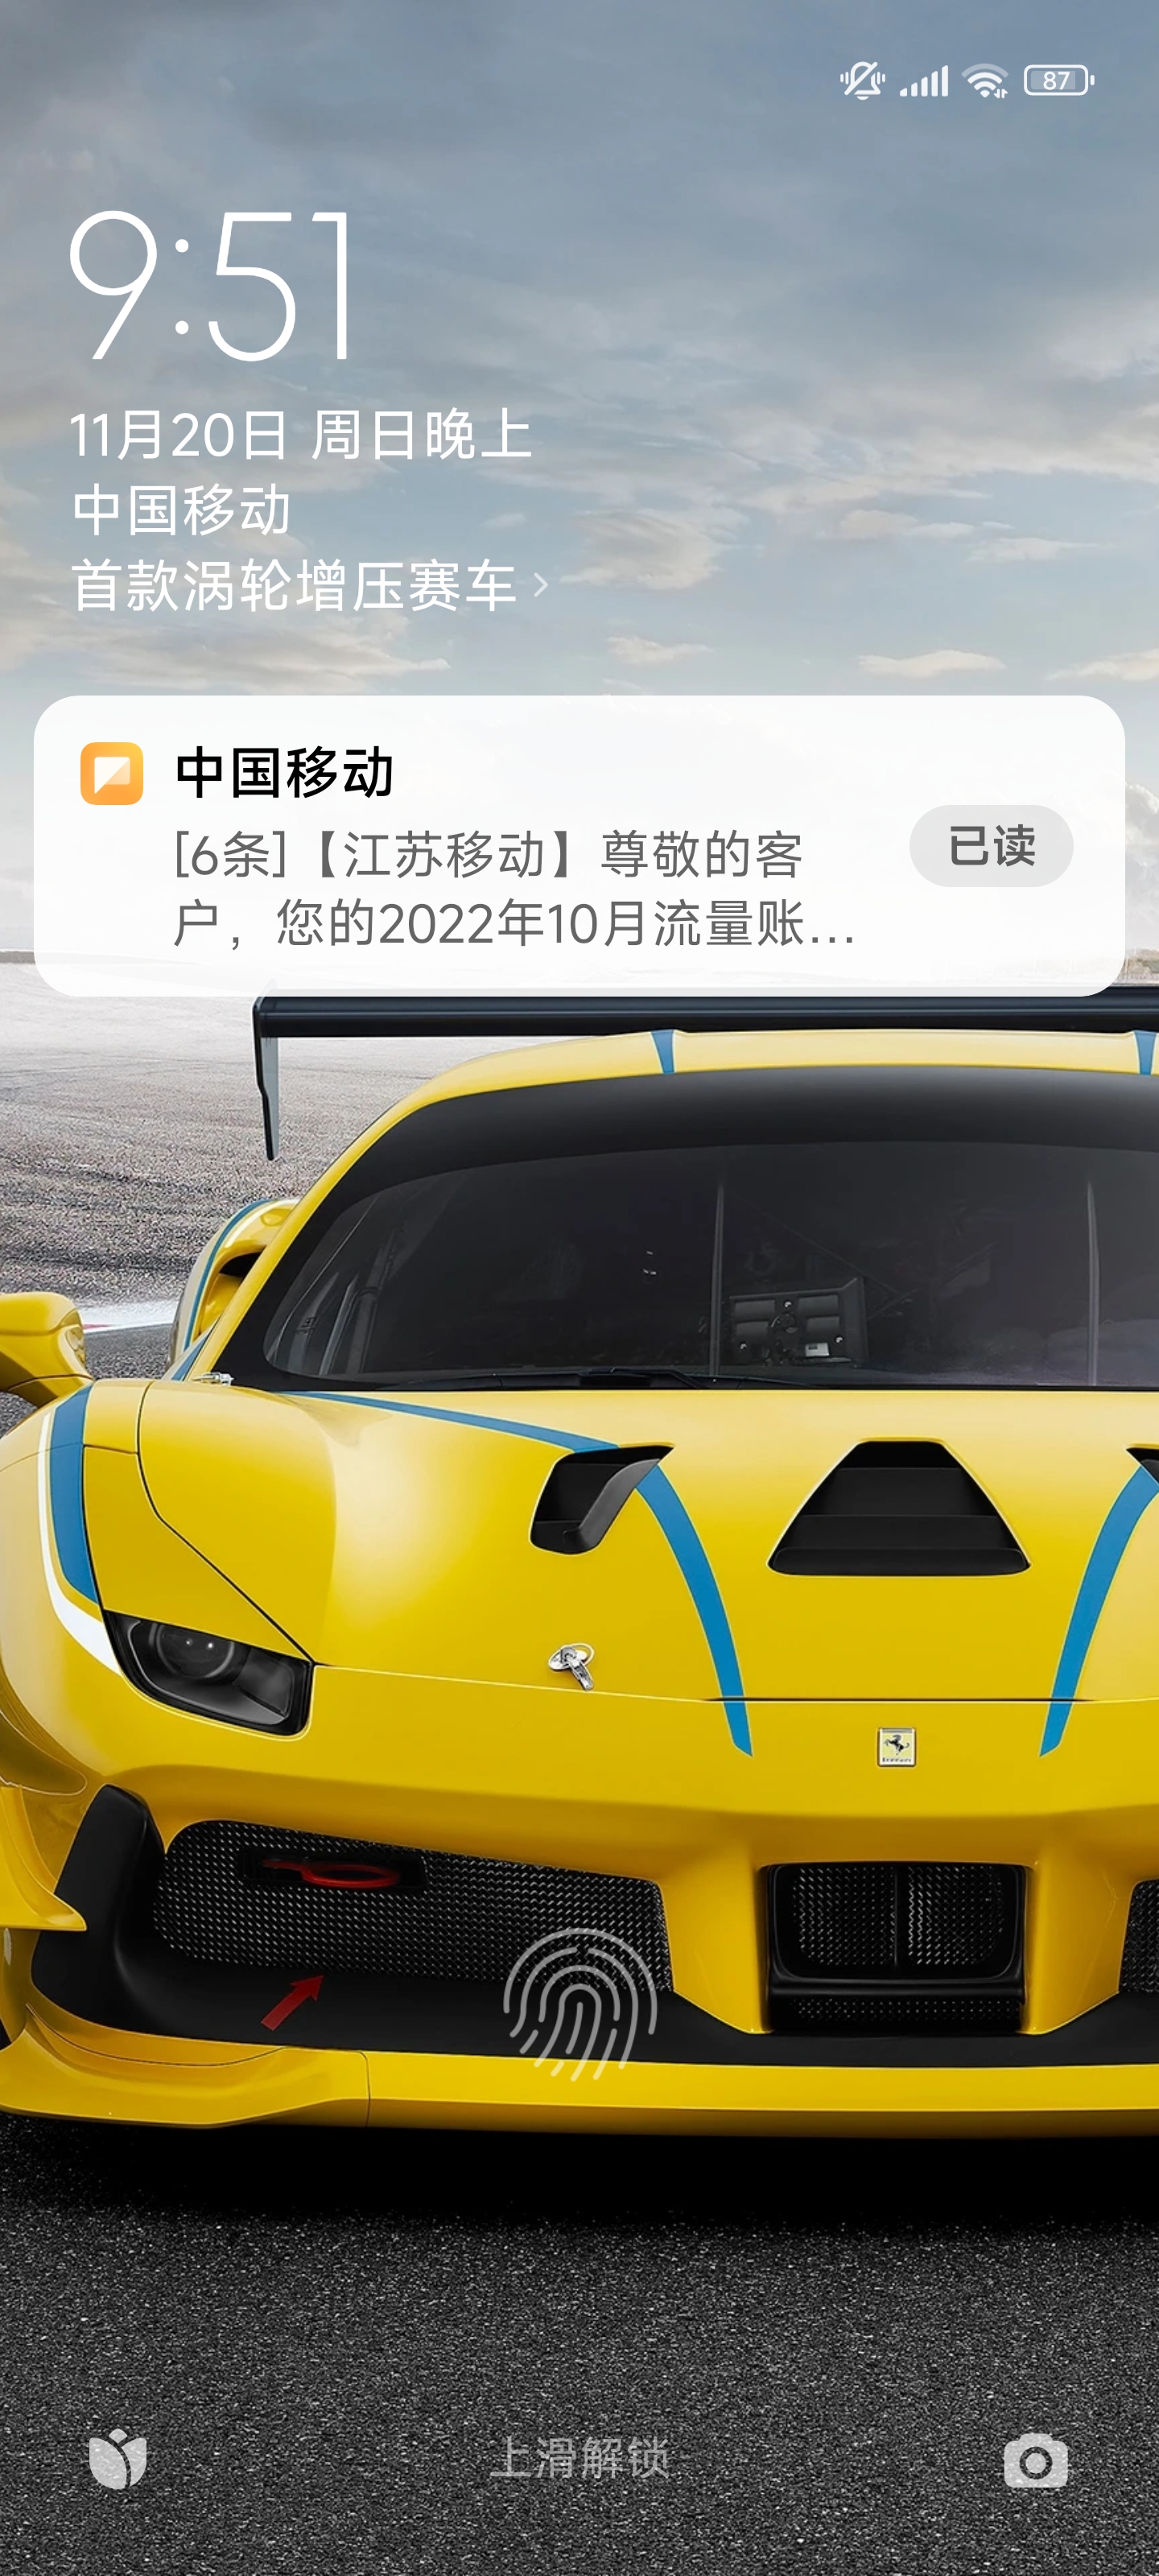 87
9:51
11月20日 周日晚上
中国移动
首款涡轮增压赛车
中国移动
[6条]【江苏移动】尊敬的客
户，您的2022年10月流量账...
已读
上滑解锁